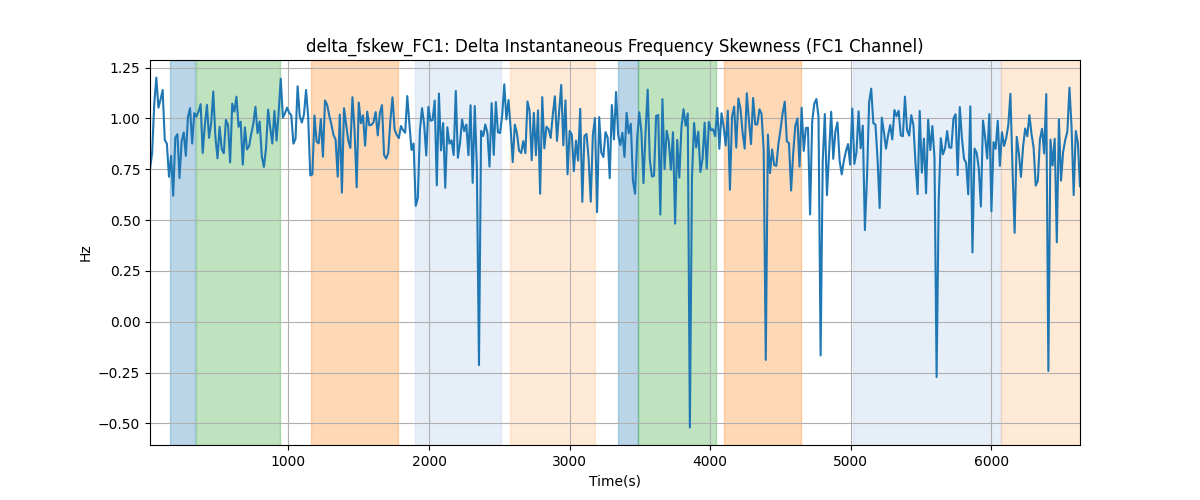 delta_fskew_FC1: Delta Instantaneous Frequency Skewness (FC1 Channel)
1.25
1.00
0.75
0.50
0.25
0.00
−0.25
−0.50
Hz
1000 2000 3000 4000 5000 6000
Time(s)